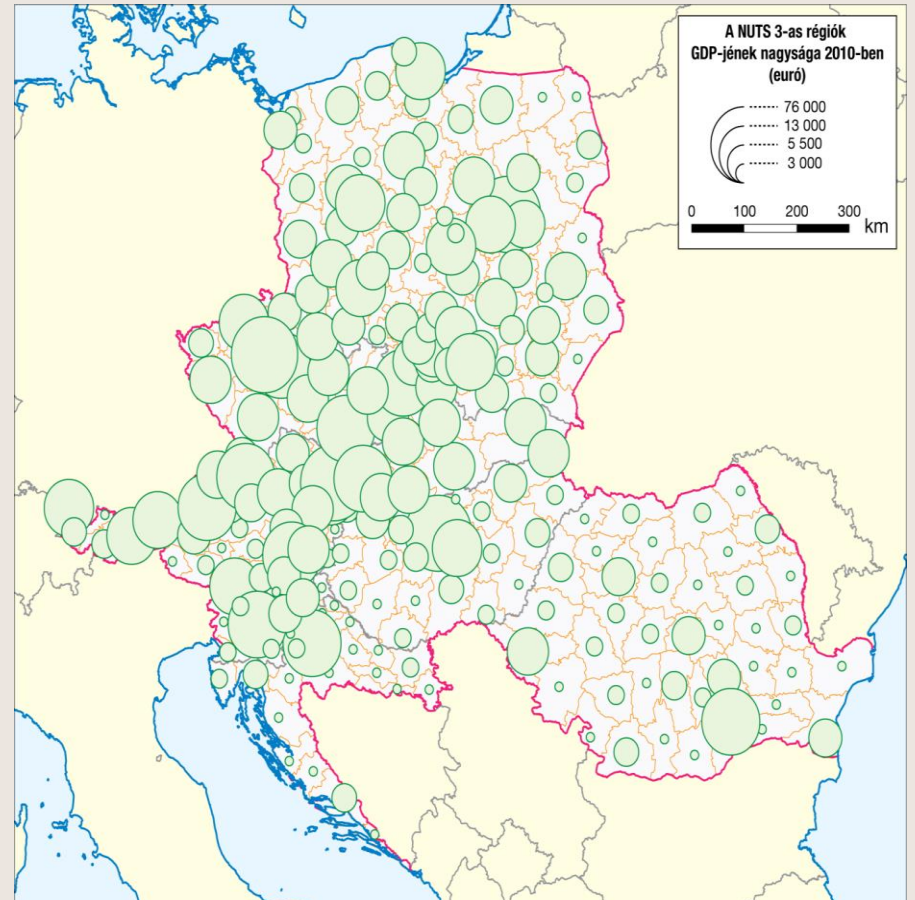 A NUTS 3-as régiók
GDP-jének nagysága 2010-ben
(euró)
76 000
13 000
5 500
3 000
0 100 200 300 km